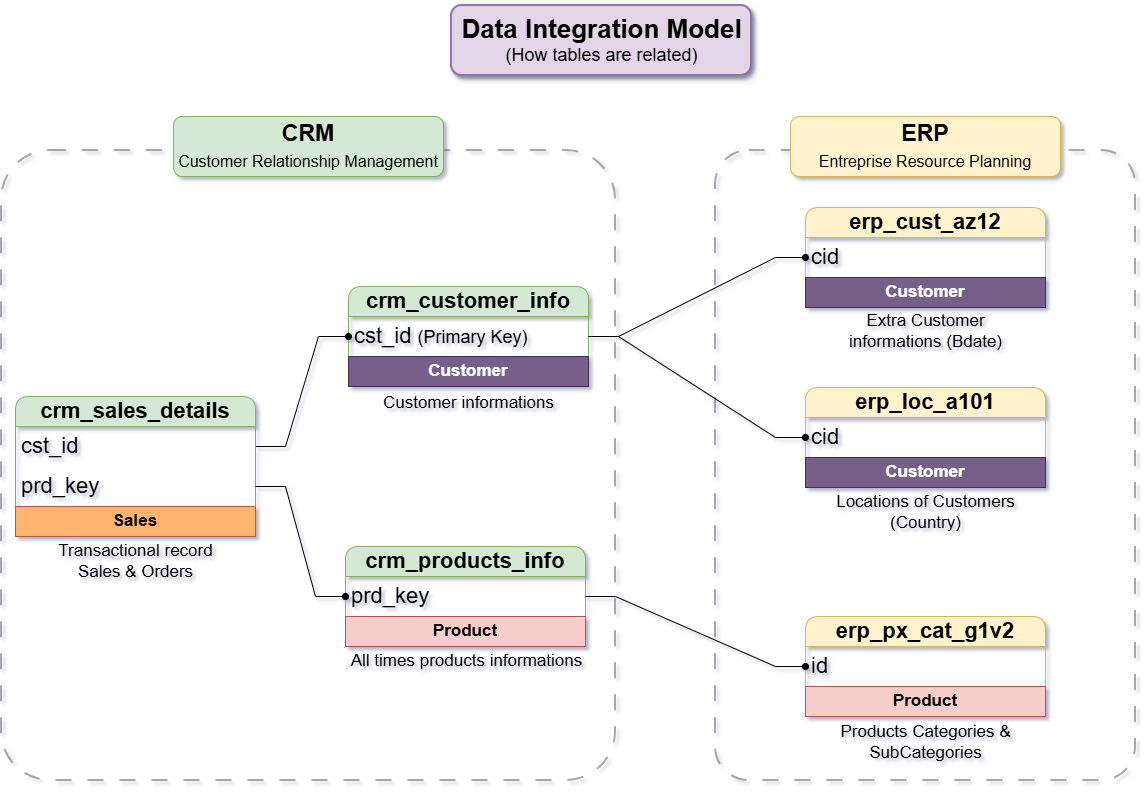 Data Integration Model
(How tables are related)
CRM
Customer Relationship Management
ERP
Entreprise Resource Planning
crm_sales_details
cst_id
prd_key
Sales
Transactional record
Sales & Orders
crm_customer_info
cst_id (Primary Key)
Customer
Customer informations
crm_products_info
prd_key
Product
All times products informations
erp_cust_az12
cid
Customer
Extra Customer
informations (Bdate)
erp_loc_a101
cid
Customer
Locations of Customers
(Country)
erp_px_cat_g1v2
id
Product
Products Categories &
SubCategories